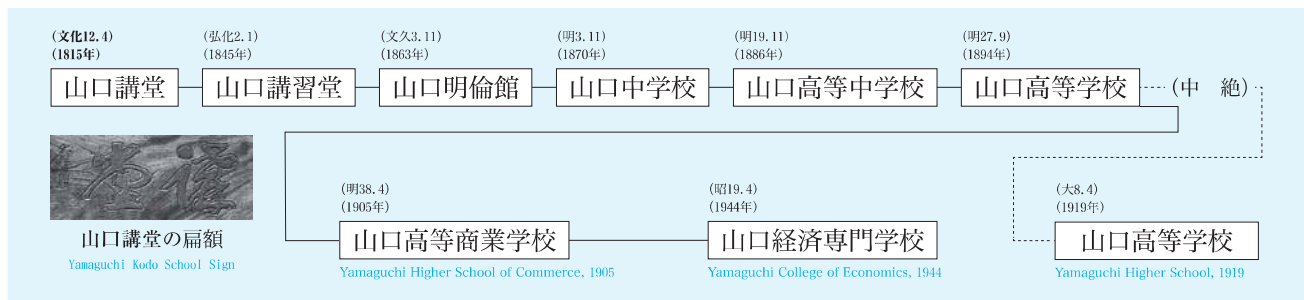 (文化12.4)
(1815年)
山口講堂
(弘化2.1)
(1845年)
山口講習堂
(文久3.11)
(1863年)
山口明倫館
(明3.11)
(1870年)
山口中学校
(明19.11)
(1886年)
山口高等中学校
(明27.9)
(1894年)
山口高等学校
(中 絶)
山口講堂の扁額
Yamaguchi Kodo School Sign
(明38.4)
(1905年)
山口高等商業学校
Yamaguchi Higher School of Commerce, 1905
(昭19.4)
(1944年)
山口経済専門学校
Yamaguchi College of Economics, 1944
(大8.4)
(1919年)
山口高等学校
Yamaguchi Higher School, 1919